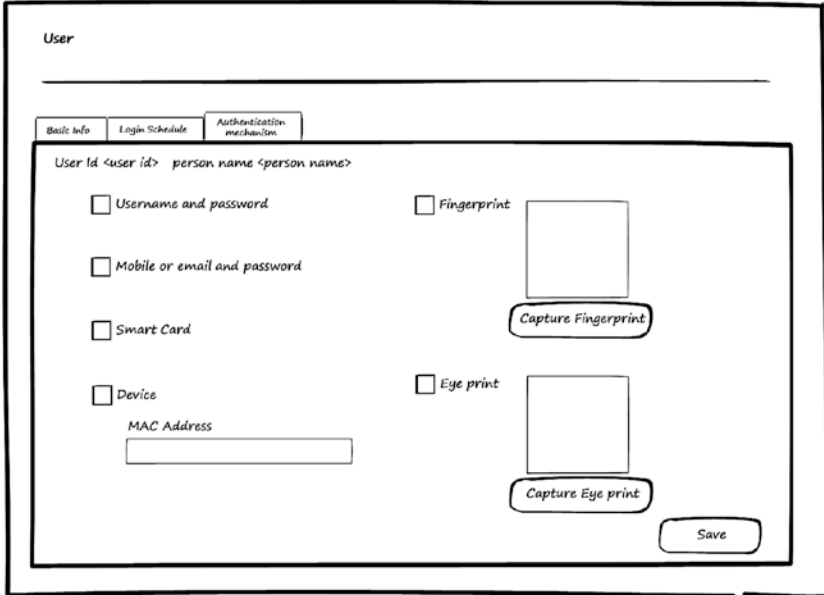 User
Basic Info
Login Schedule
Authentication
mechanism
User Id <user id> person name <person name>
Username and password
Fingerprint
Mobile or email and password
Capture Fingerprint
Smart Card
Eye print
Device
MAC Address
Capture Eye print
Save